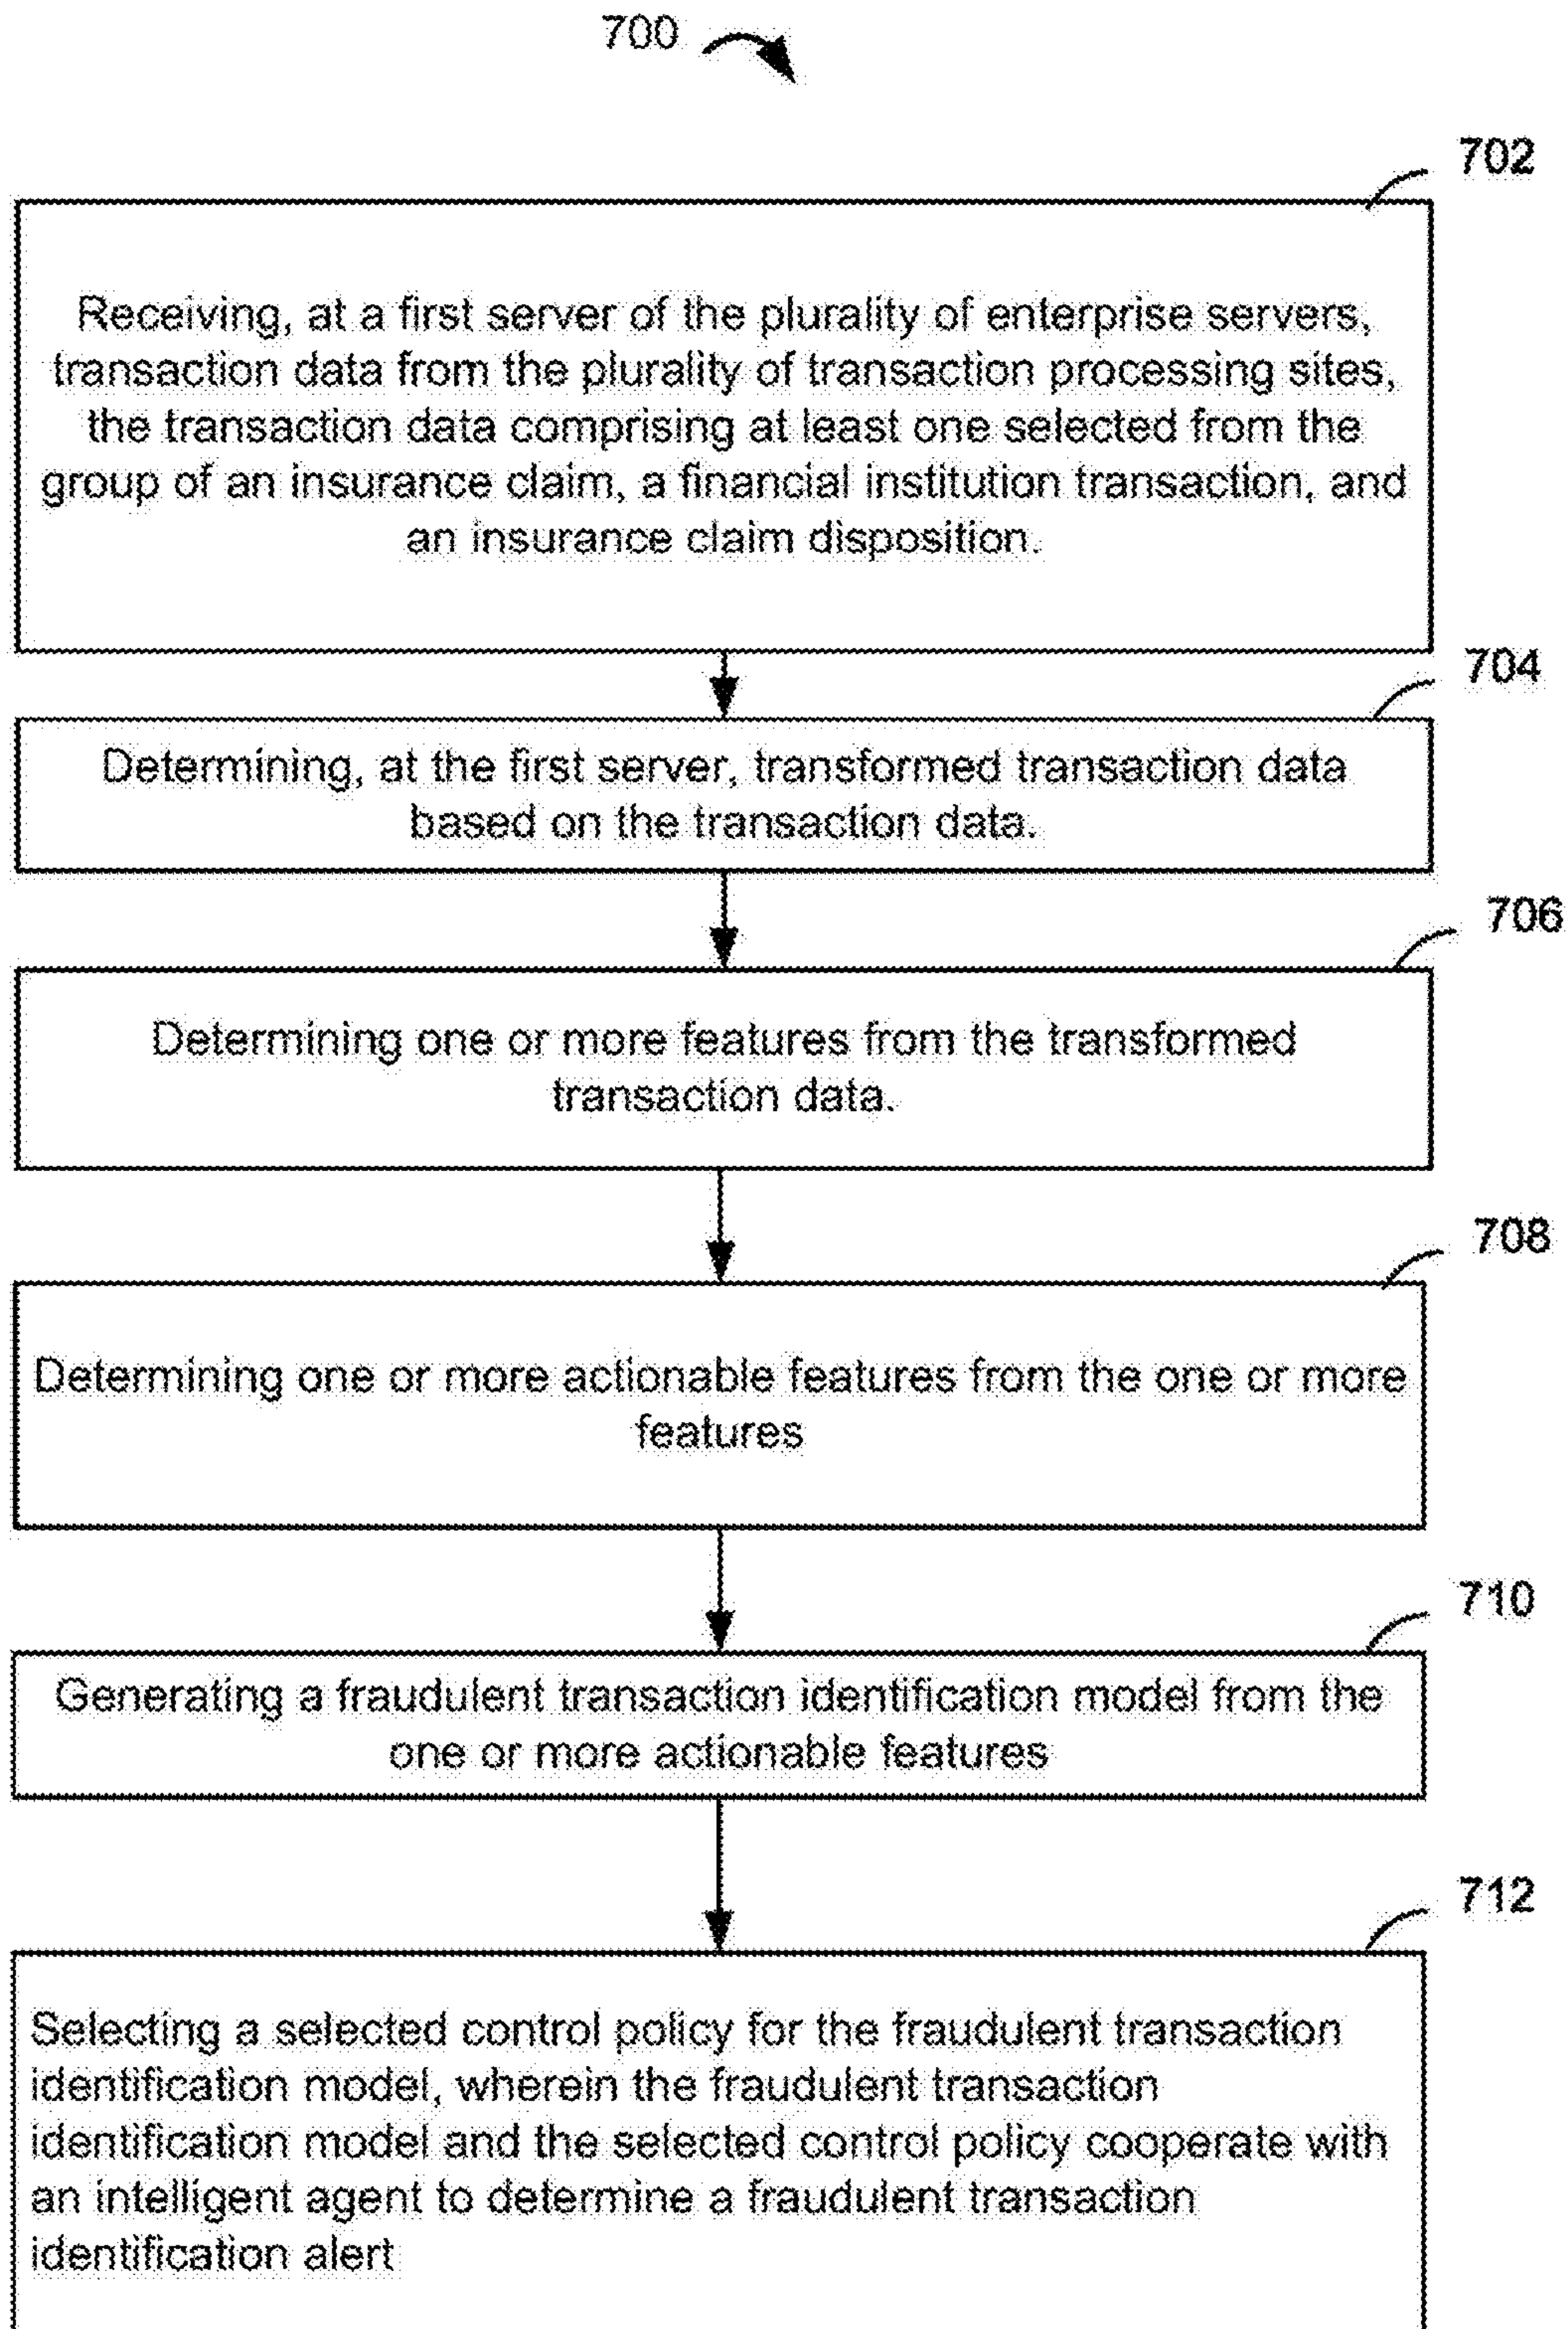 700
702
Receiving, at a first server of the plurality of enterprise servers,
transaction data from the plurality of transaction processing sites,
the transaction data comprising at least one selected from the
group of an insurance claim, a financial institution transaction, and
an insurance claim disposition.
704
Determining, at the first server, transformed transaction data
based on the transaction data.
706
Determining one or more features from the transformed
transaction data.
708
Determining one or more actionable features from the one or more
features
710
Generating a fraudulent transaction identification model from the
one or more actionable features
712
Selecting a selected control policy for the fraudulent transaction
identification model, wherein the fraudulent transaction
identification model and the selected control policy cooperate with
an intelligent agent to determine a fraudulent transaction
identification alert